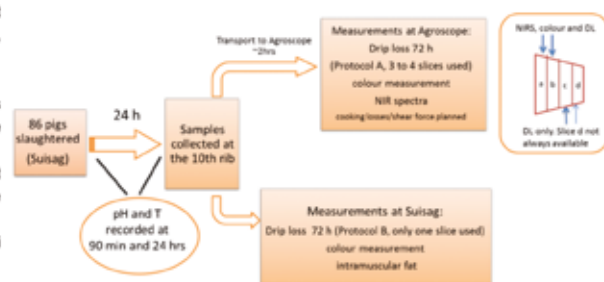 86 pigs
slaughtered
(Suisag)
24 h
Samples
collected at
the 10th rib
pH and T
recorded at
90 min and 24 hrs
Transport to Agroscope
~2hrs
Measurements at Agroscope:
Drip loss 72 h
(Protocol A, 3 to 4 slices used)
colour measurement
NIR spectra
cooking losses/shear force planned
NIRS, colour and DL
a b c d
DL only. Slice d not
always available
Measurements at Suisag:
Drip loss 72 h (Protocol B, only one slice used)
colour measurement
intramuscular fat